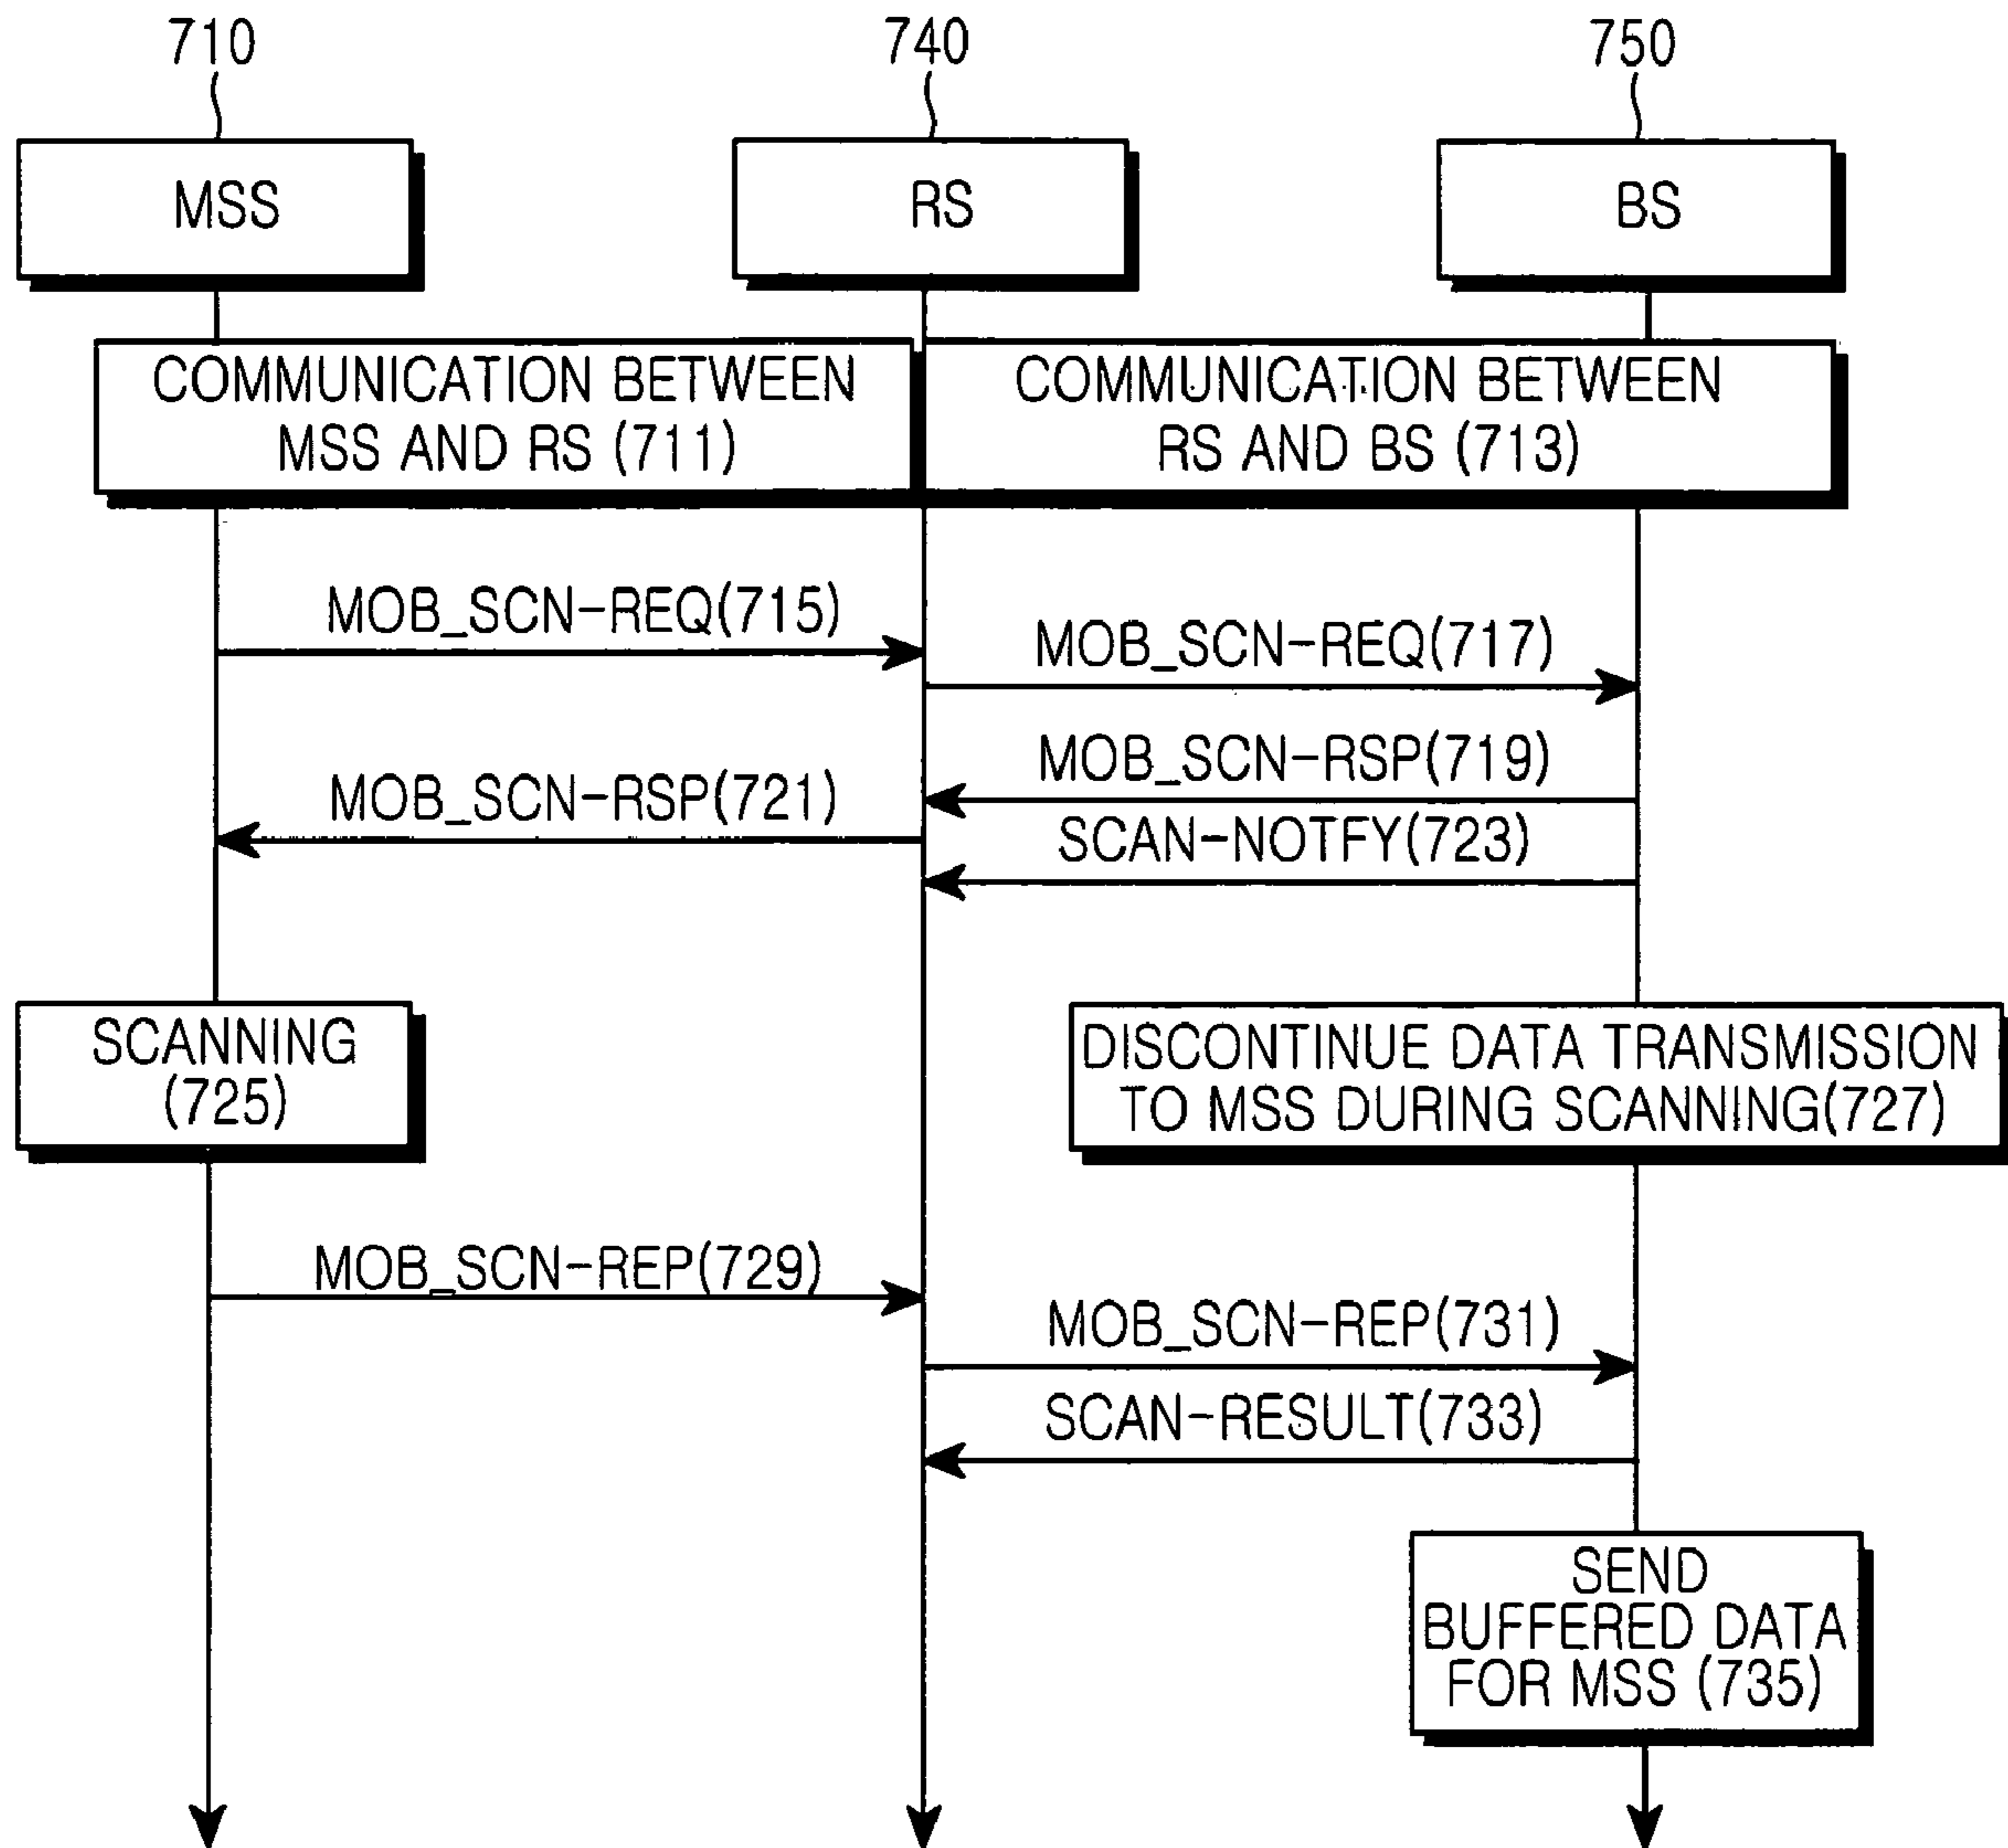 710
740
750
MSS
RS
BS
COMMUNICATION BETWEEN
MSS AND RS (711)
COMMUNICATION BETWEEN
RS AND BS (713)
MOB_SCN-REQ(715)
MOB_SCN-REQ(717)
MOB_SCN-RSP(719)
MOB_SCN-RSP(721)
SCAN-NOTFY(723)
SCANNING
(725)
DISCONTINUE DATA TRANSMISSION
TO MSS DURING SCANNING(727)
MOB_SCN-REP(729)
MOB_SCN-REP(731)
SCAN-RESULT(733)
SEND
BUFFERED DATA
FOR MSS (735)